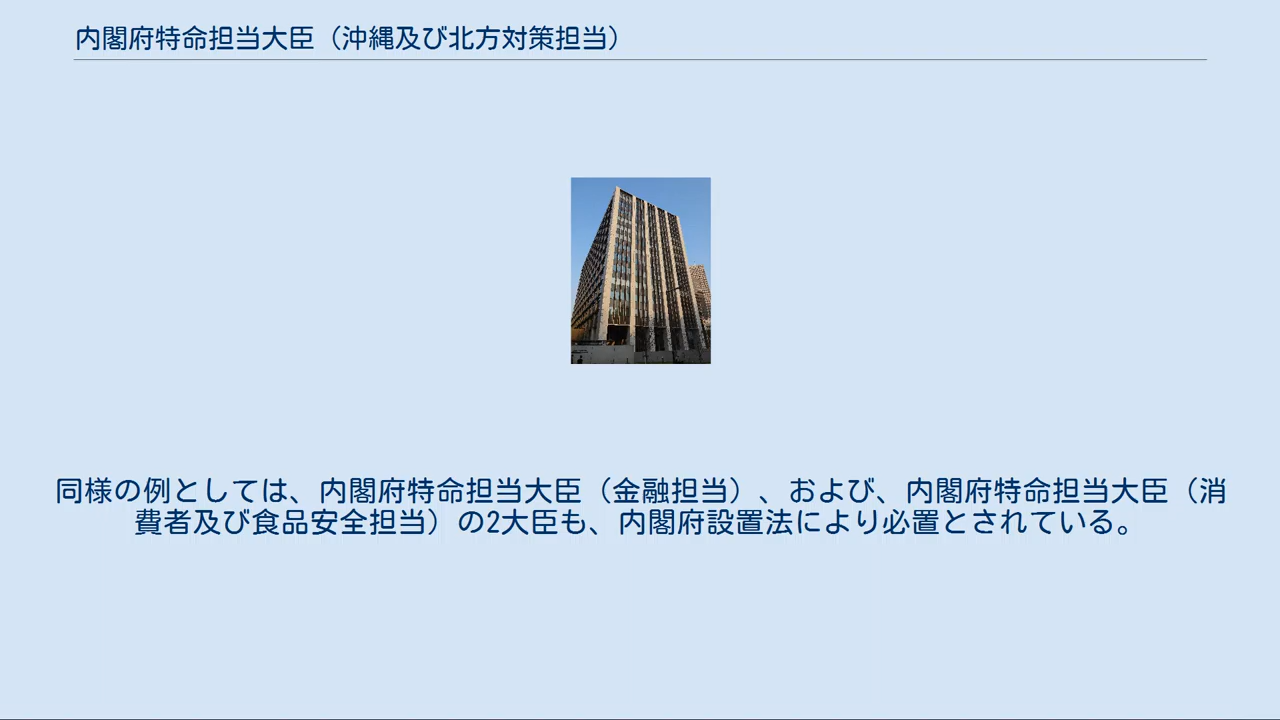 内閣府特命担当大臣（沖縄及び北方対策担当）
同様の例としては、内閣府特命担当大臣（金融担当）、および、内閣府特命担当大臣（消
費者及び食品安全担当）の2大臣も、内閣府設置法により必置とされている。